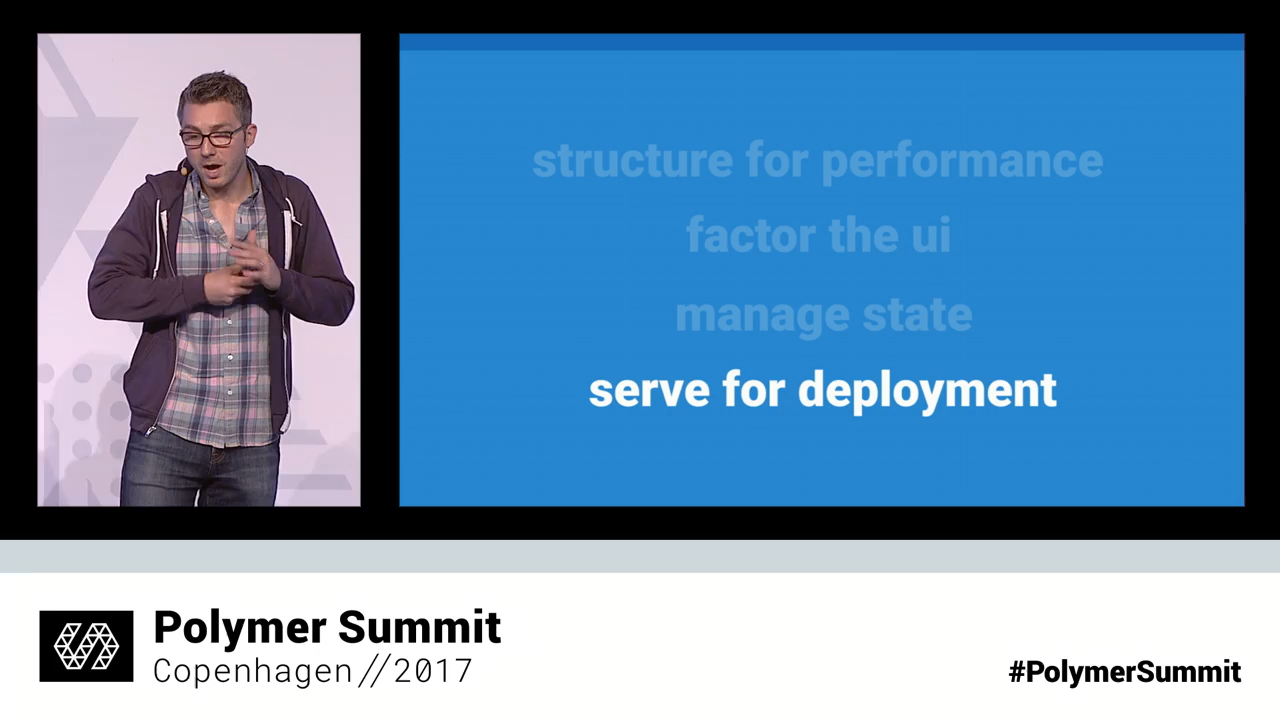 structure for performance
factor the ui
manage state
serve for deployment
Polymer Summit
Copenhagen//2017
#PolymerSummit